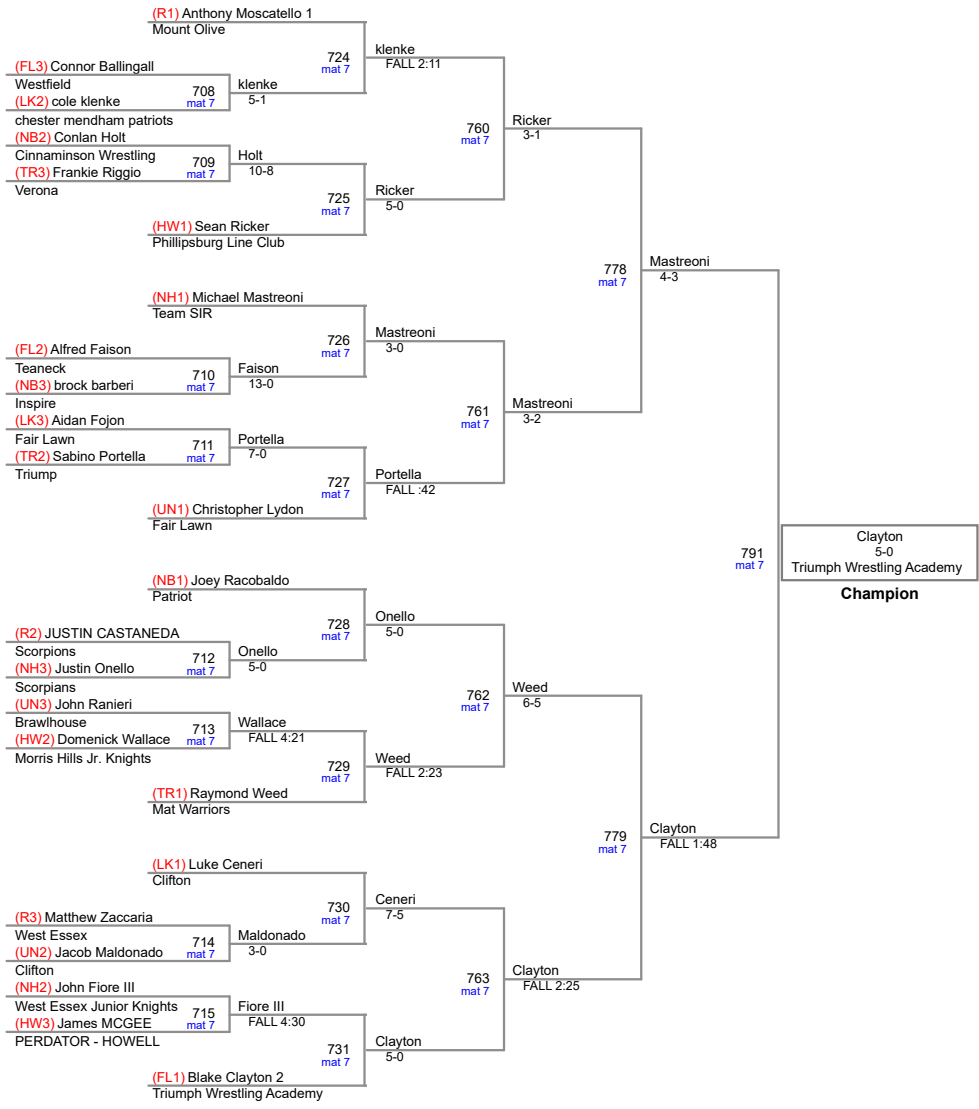 (R1) Anthony Moscatello 1
Mount Olive
724
mat 7
klenke
FALL 2:11
(FL3) Connor Ballingall
Westfield
708
mat 7
klenke
5-1
(LK2) cole klenke
chester mendham patriots
760
mat 7
Ricker
3-1
(NB2) Conlan Holt
Cinnaminson Wrestling
709
mat 7
Holt
10-8
(TR3) Frankie Riggio
Verona
725
mat 7
Ricker
5-0
(HW1) Sean Ricker
Phillipsburg Line Club
778
mat 7
Mastreoni
4-3
(NH1) Michael Mastreoni
Team SIR
726
mat 7
Mastreoni
3-0
(FL2) Alfred Faison
Teaneck
710
mat 7
Faison
13-0
(NB3) brock barberi
Inspire
761
mat 7
Mastreoni
3-2
(LK3) Aidan Fojon
Fair Lawn
711
mat 7
Portella
7-0
(TR2) Sabino Portella
Triump
727
mat 7
Portella
FALL :42
(UN1) Christopher Lydon
Fair Lawn
791
mat 7
Clayton
5-0
Triumph Wrestling Academy
Champion
(NB1) Joey Racobaldo
Patriot
728
mat 7
Onello
5-0
(R2) JUSTIN CASTANEDA
Scorpions
712
mat 7
Onello
5-0
(NH3) Justin Onello
Scorpians
762
mat 7
Weed
6-5
(UN3) John Ranieri
Brawlhouse
713
mat 7
Wallace
FALL 4:21
(HW2) Domenick Wallace
Morris Hills Jr. Knights
729
mat 7
Weed
FALL 2:23
(TR1) Raymond Weed
Mat Warriors
779
mat 7
Clayton
FALL 1:48
(LK1) Luke Ceneri
Clifton
730
mat 7
Ceneri
7-5
(R3) Matthew Zaccaria
West Essex
714
mat 7
Maldonado
3-0
(UN2) Jacob Maldonado
Clifton
763
mat 7
Clayton
FALL 2:25
(NH2) John Fiore III
West Essex Junior Knights
715
mat 7
Fiore III
FALL 4:30
(HW3) James MCGEE
PERDATOR - HOWELL
731
mat 7
Clayton
5-0
(FL1) Blake Clayton 2
Triumph Wrestling Academy